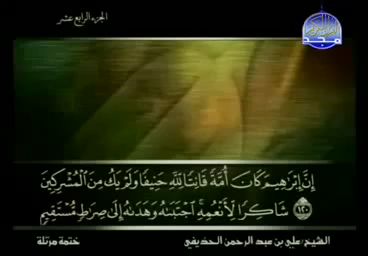 الجزء الرابع عشر
مجد
إِنَّ إِبْرَٰهِيمَ كَانَ أُمَّةً قَانِتًا لِّلَّهِ حَنِيفًا وَلَمْ يَكُ مِنَ ٱلْمُشْرِكِينَ
١٢٠ شَاكِرًا لِّأَنْعُمِهِ ۚ ٱجْتَبَىٰهُ وَهَدَىٰهُ إِلَىٰ صِرَٰطٍ مُّسْتَقِيمٍ
الشيخ/علي بن عبد الرحمن الحذيفي
ختمة مرتلة